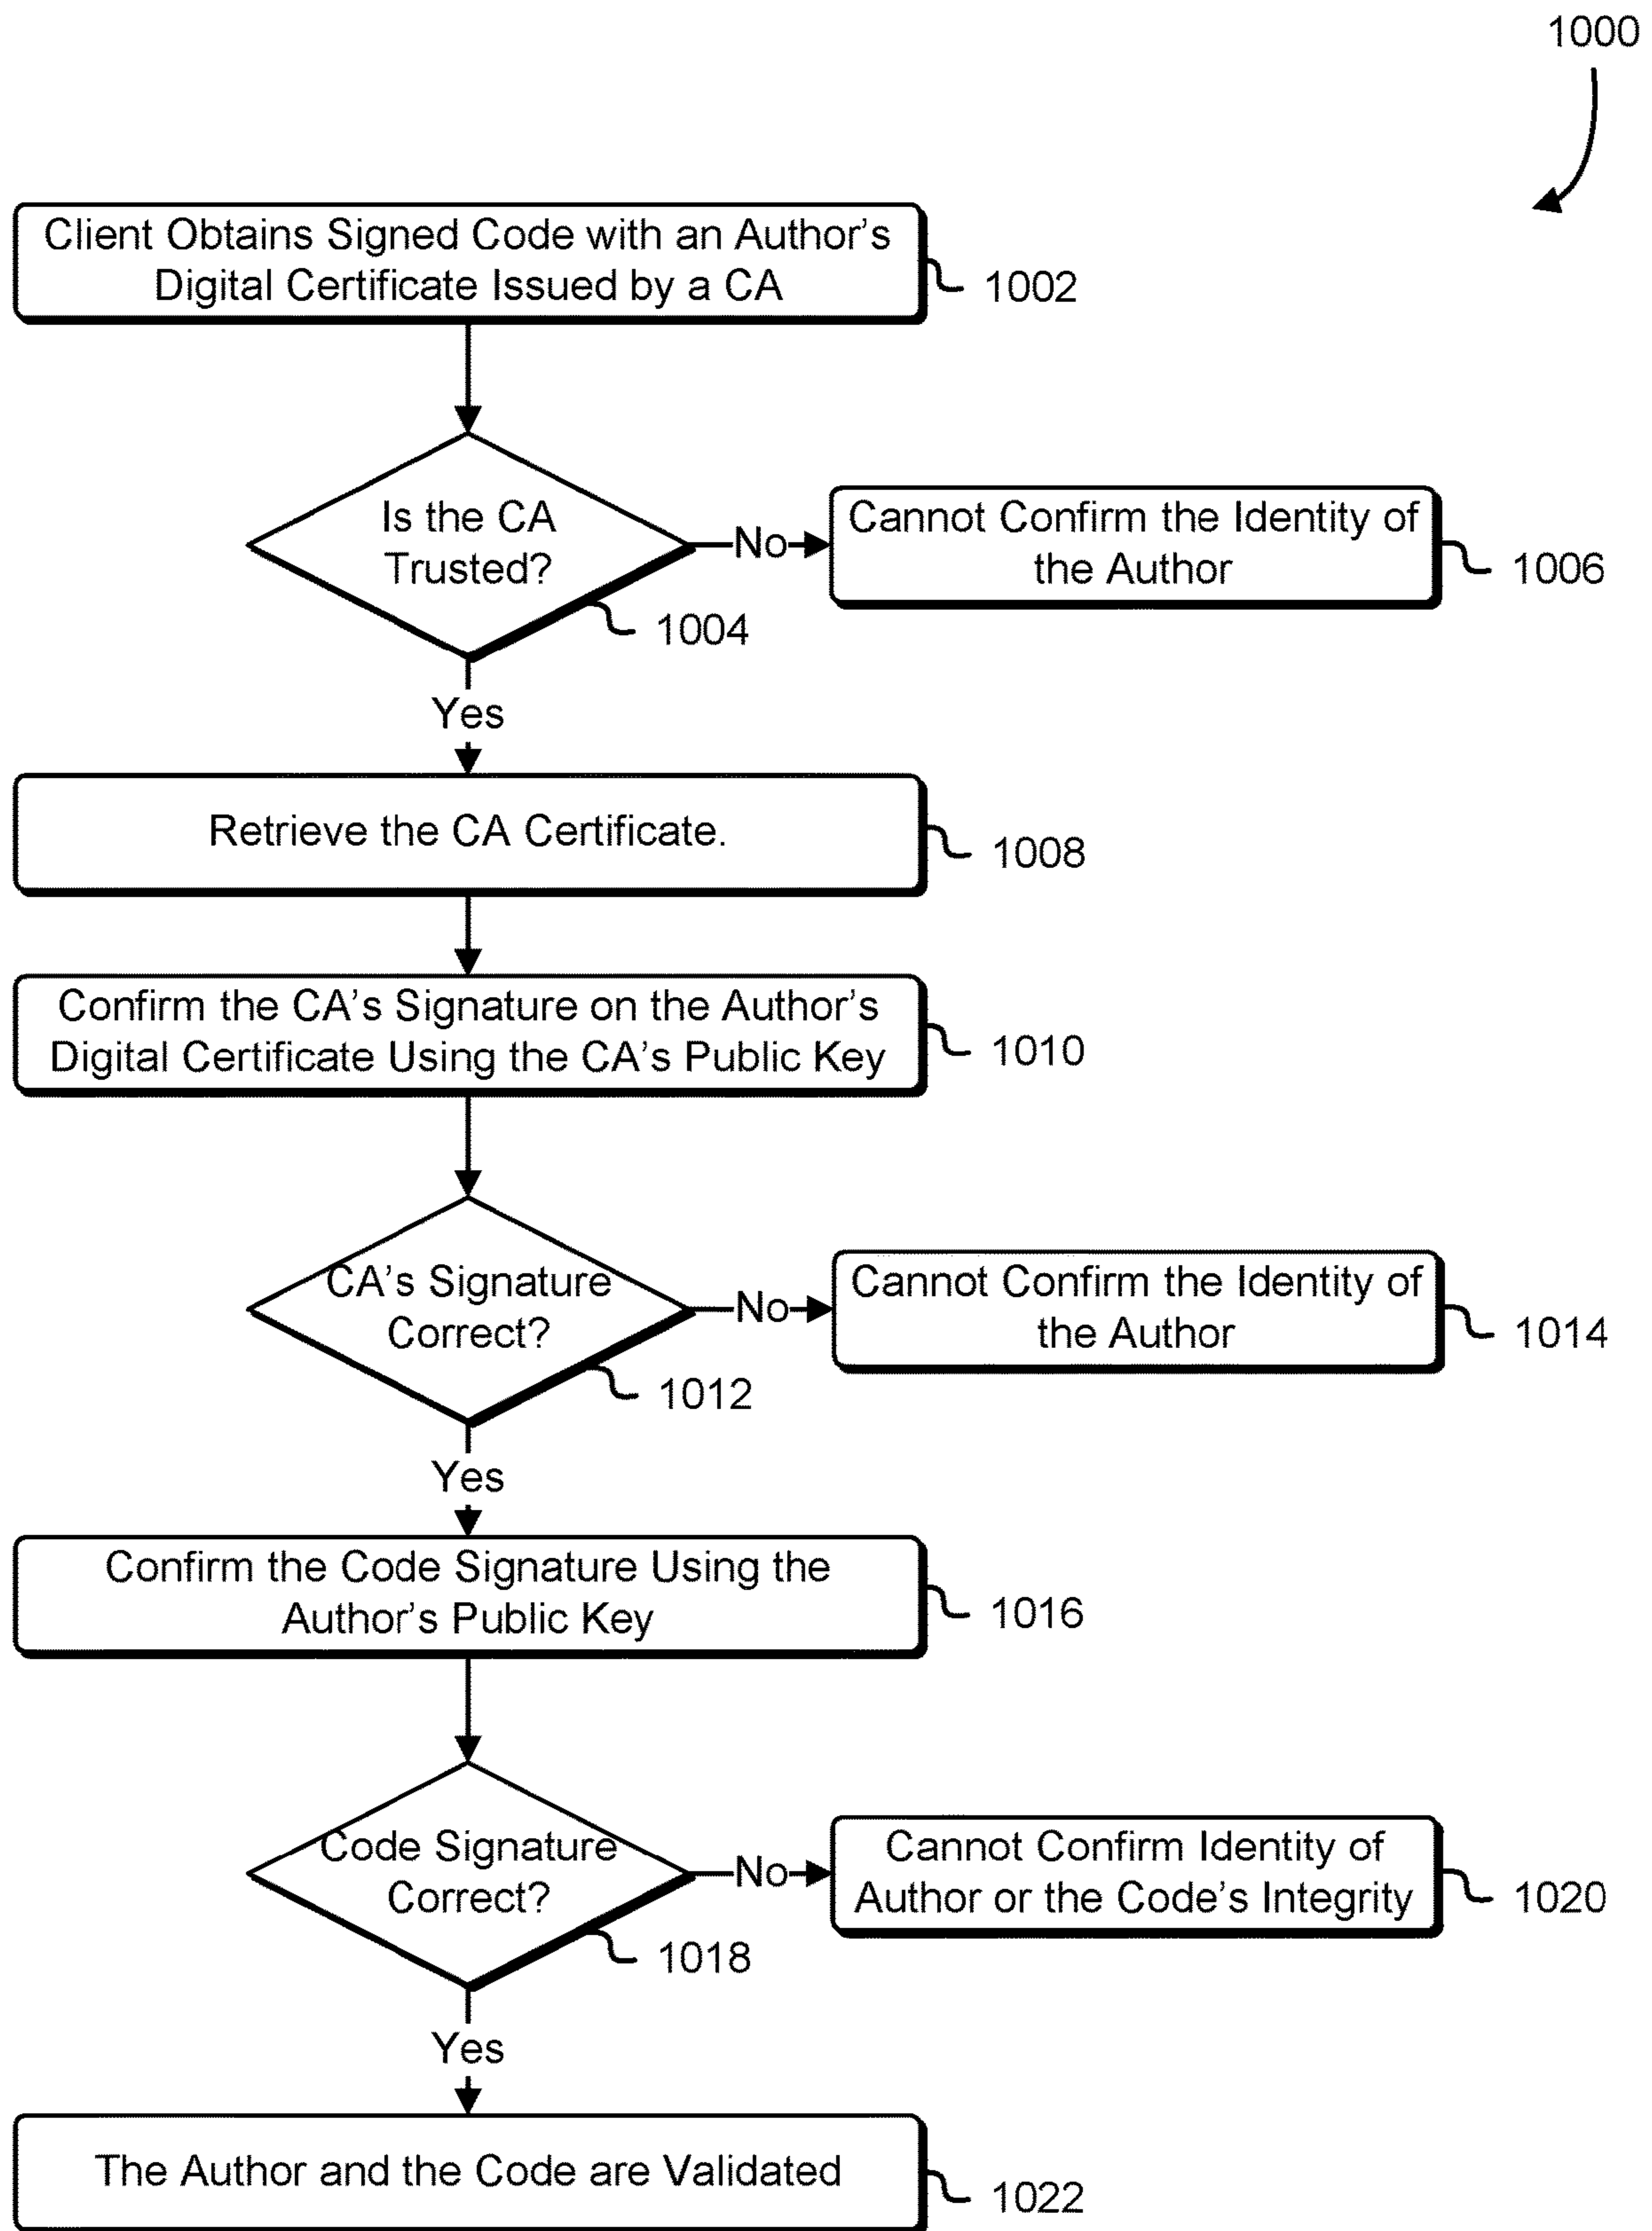 1000
Client Obtains Signed Code with an Author's
Digital Certificate Issued by a CA
1002
Is the CA
Trusted?
1004
No
Cannot Confirm the Identity of
the Author
1006
Yes
Retrieve the CA Certificate.
1008
Confirm the CA's Signature on the Author's
Digital Certificate Using the CA's Public Key
1010
CA's Signature
Correct?
1012
No
Cannot Confirm the Identity of
the Author
1014
Yes
Confirm the Code Signature Using the
Author's Public Key
1016
Code Signature
Correct?
1018
No
Cannot Confirm Identity of
Author or the Code's Integrity
1020
Yes
The Author and the Code are Validated
1022